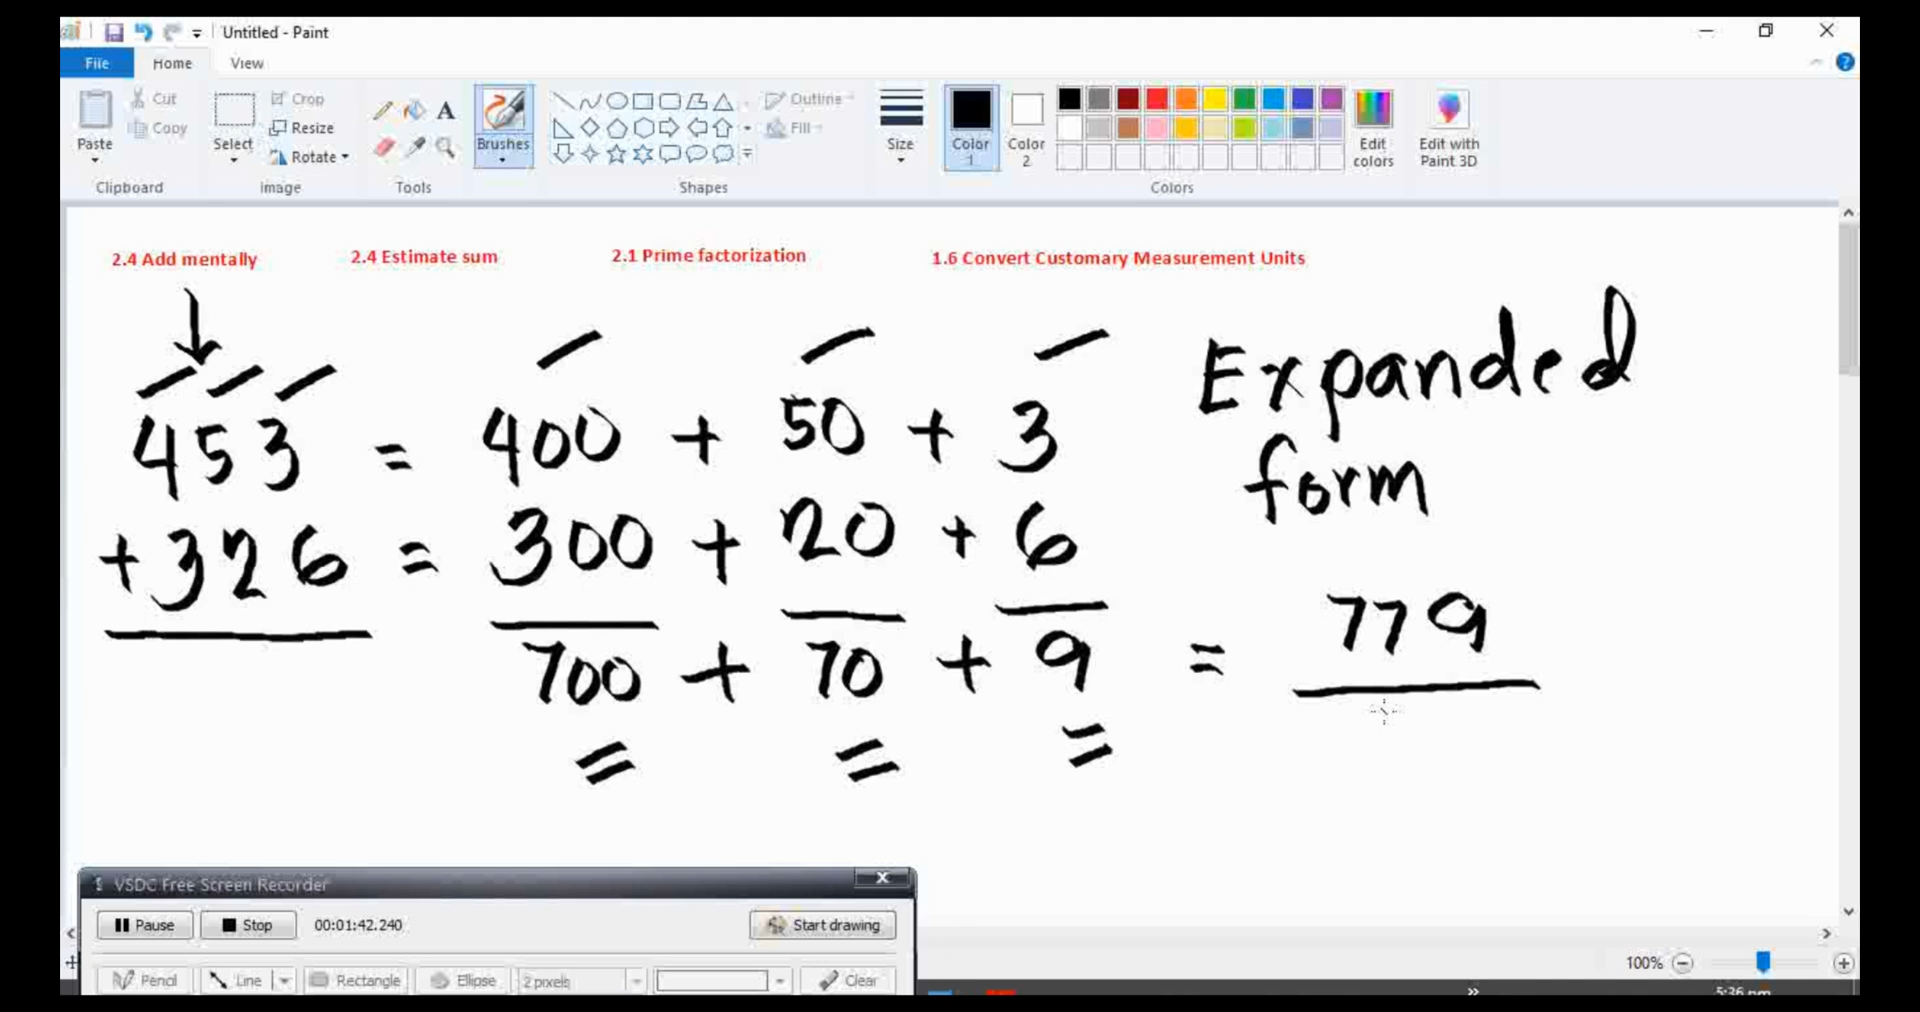 Untitled - Paint
File Home View
Cut
Copy
Paste
Clipboard
Select
Crop
Resize
Rotate
Image
A
Tools
Brushes
Outline
Fill
Shapes
Size
Color 1
Color 2
Colors
Edit colors
Edit with Paint 3D
2.4 Add mentally 2.4 Estimate sum 2.1 Prime factorization 1.6 Convert Customary Measurement Units
453 = 400 + 50 + 3
Expanded
form
+326 = 300 + 20 + 6
700 + 70 + 9 = 779
= = =
VSDC Free Screen Recorder
Pause Stop 00:01:42.240 Start drawing
Pencil Line Rectangle Ellipse 2 pixels Clear
100%
5:36 pm